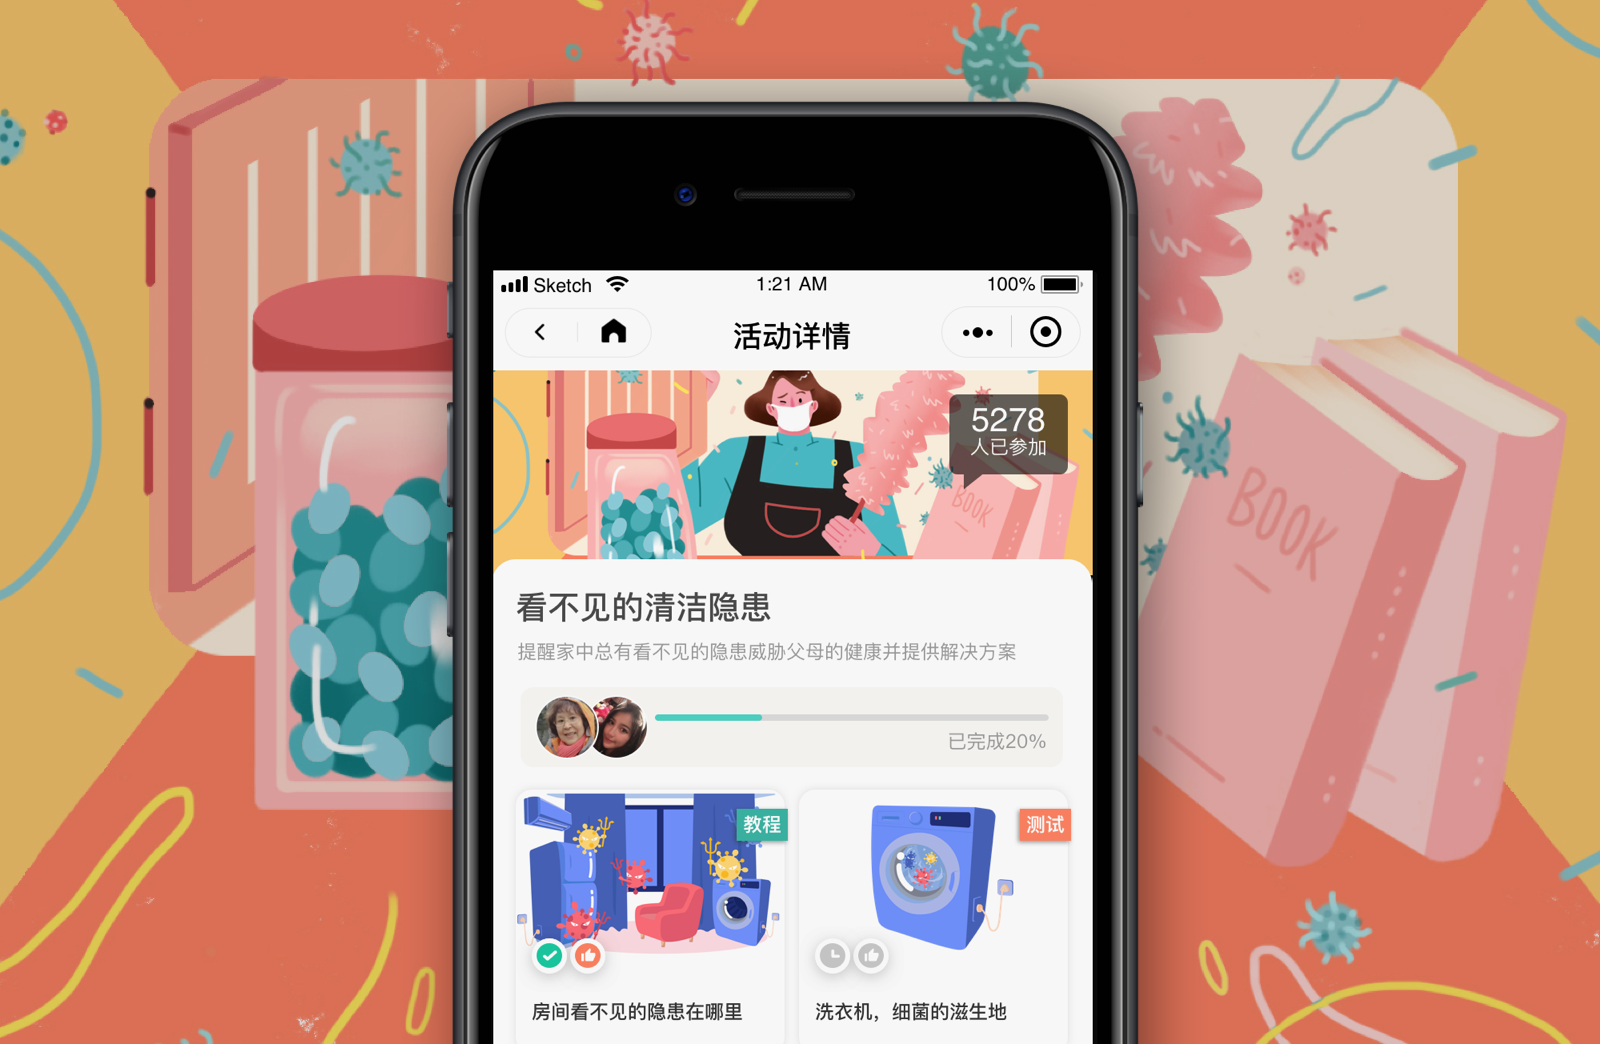 Sketch 1:21 AM 100%
活动详情
5278
人已参加
BOOK
BOOK
看不见的清洁隐患
提醒家中总有看不见的隐患威胁父母的健康并提供解决方案
已完成20%
教程
测试
房间看不见的隐患在哪里
洗衣机，细菌的滋生地